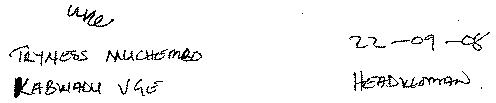 22-09-08
TRYNESS MUCHEMBO
KABWADU VGE HEADWOMAN